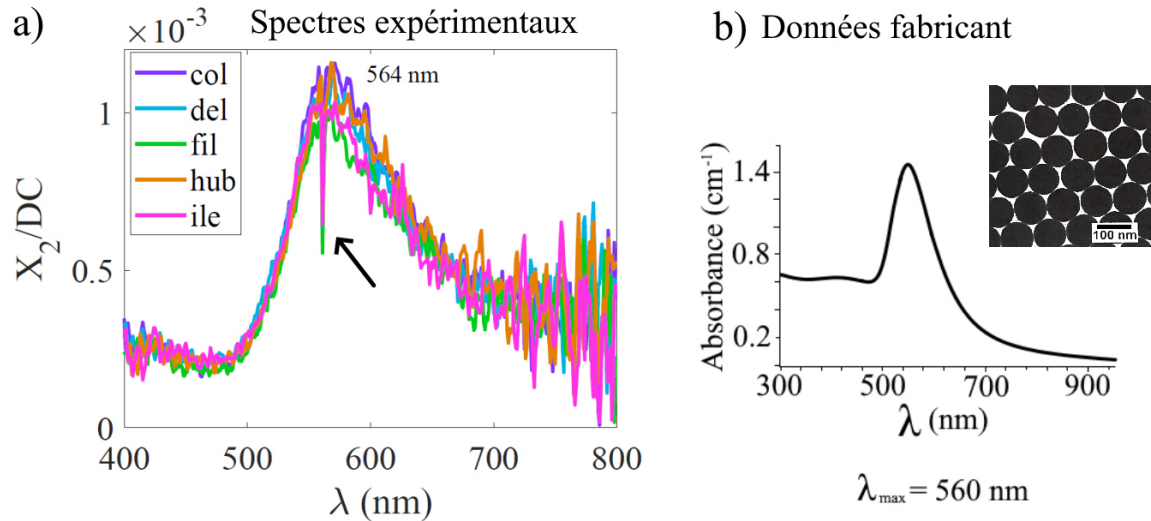 a) Spectres expérimentaux
×10⁻³
564 nm
col
del
fil
hub
ile
X₂/DC
1
0.5
0
400 500 600 700 800
λ (nm)
b) Données fabricant
100 nm
Absorbance (cm⁻¹)
1.4
0.8
0.2
300 500 700 900
λ (nm)
λmax = 560 nm